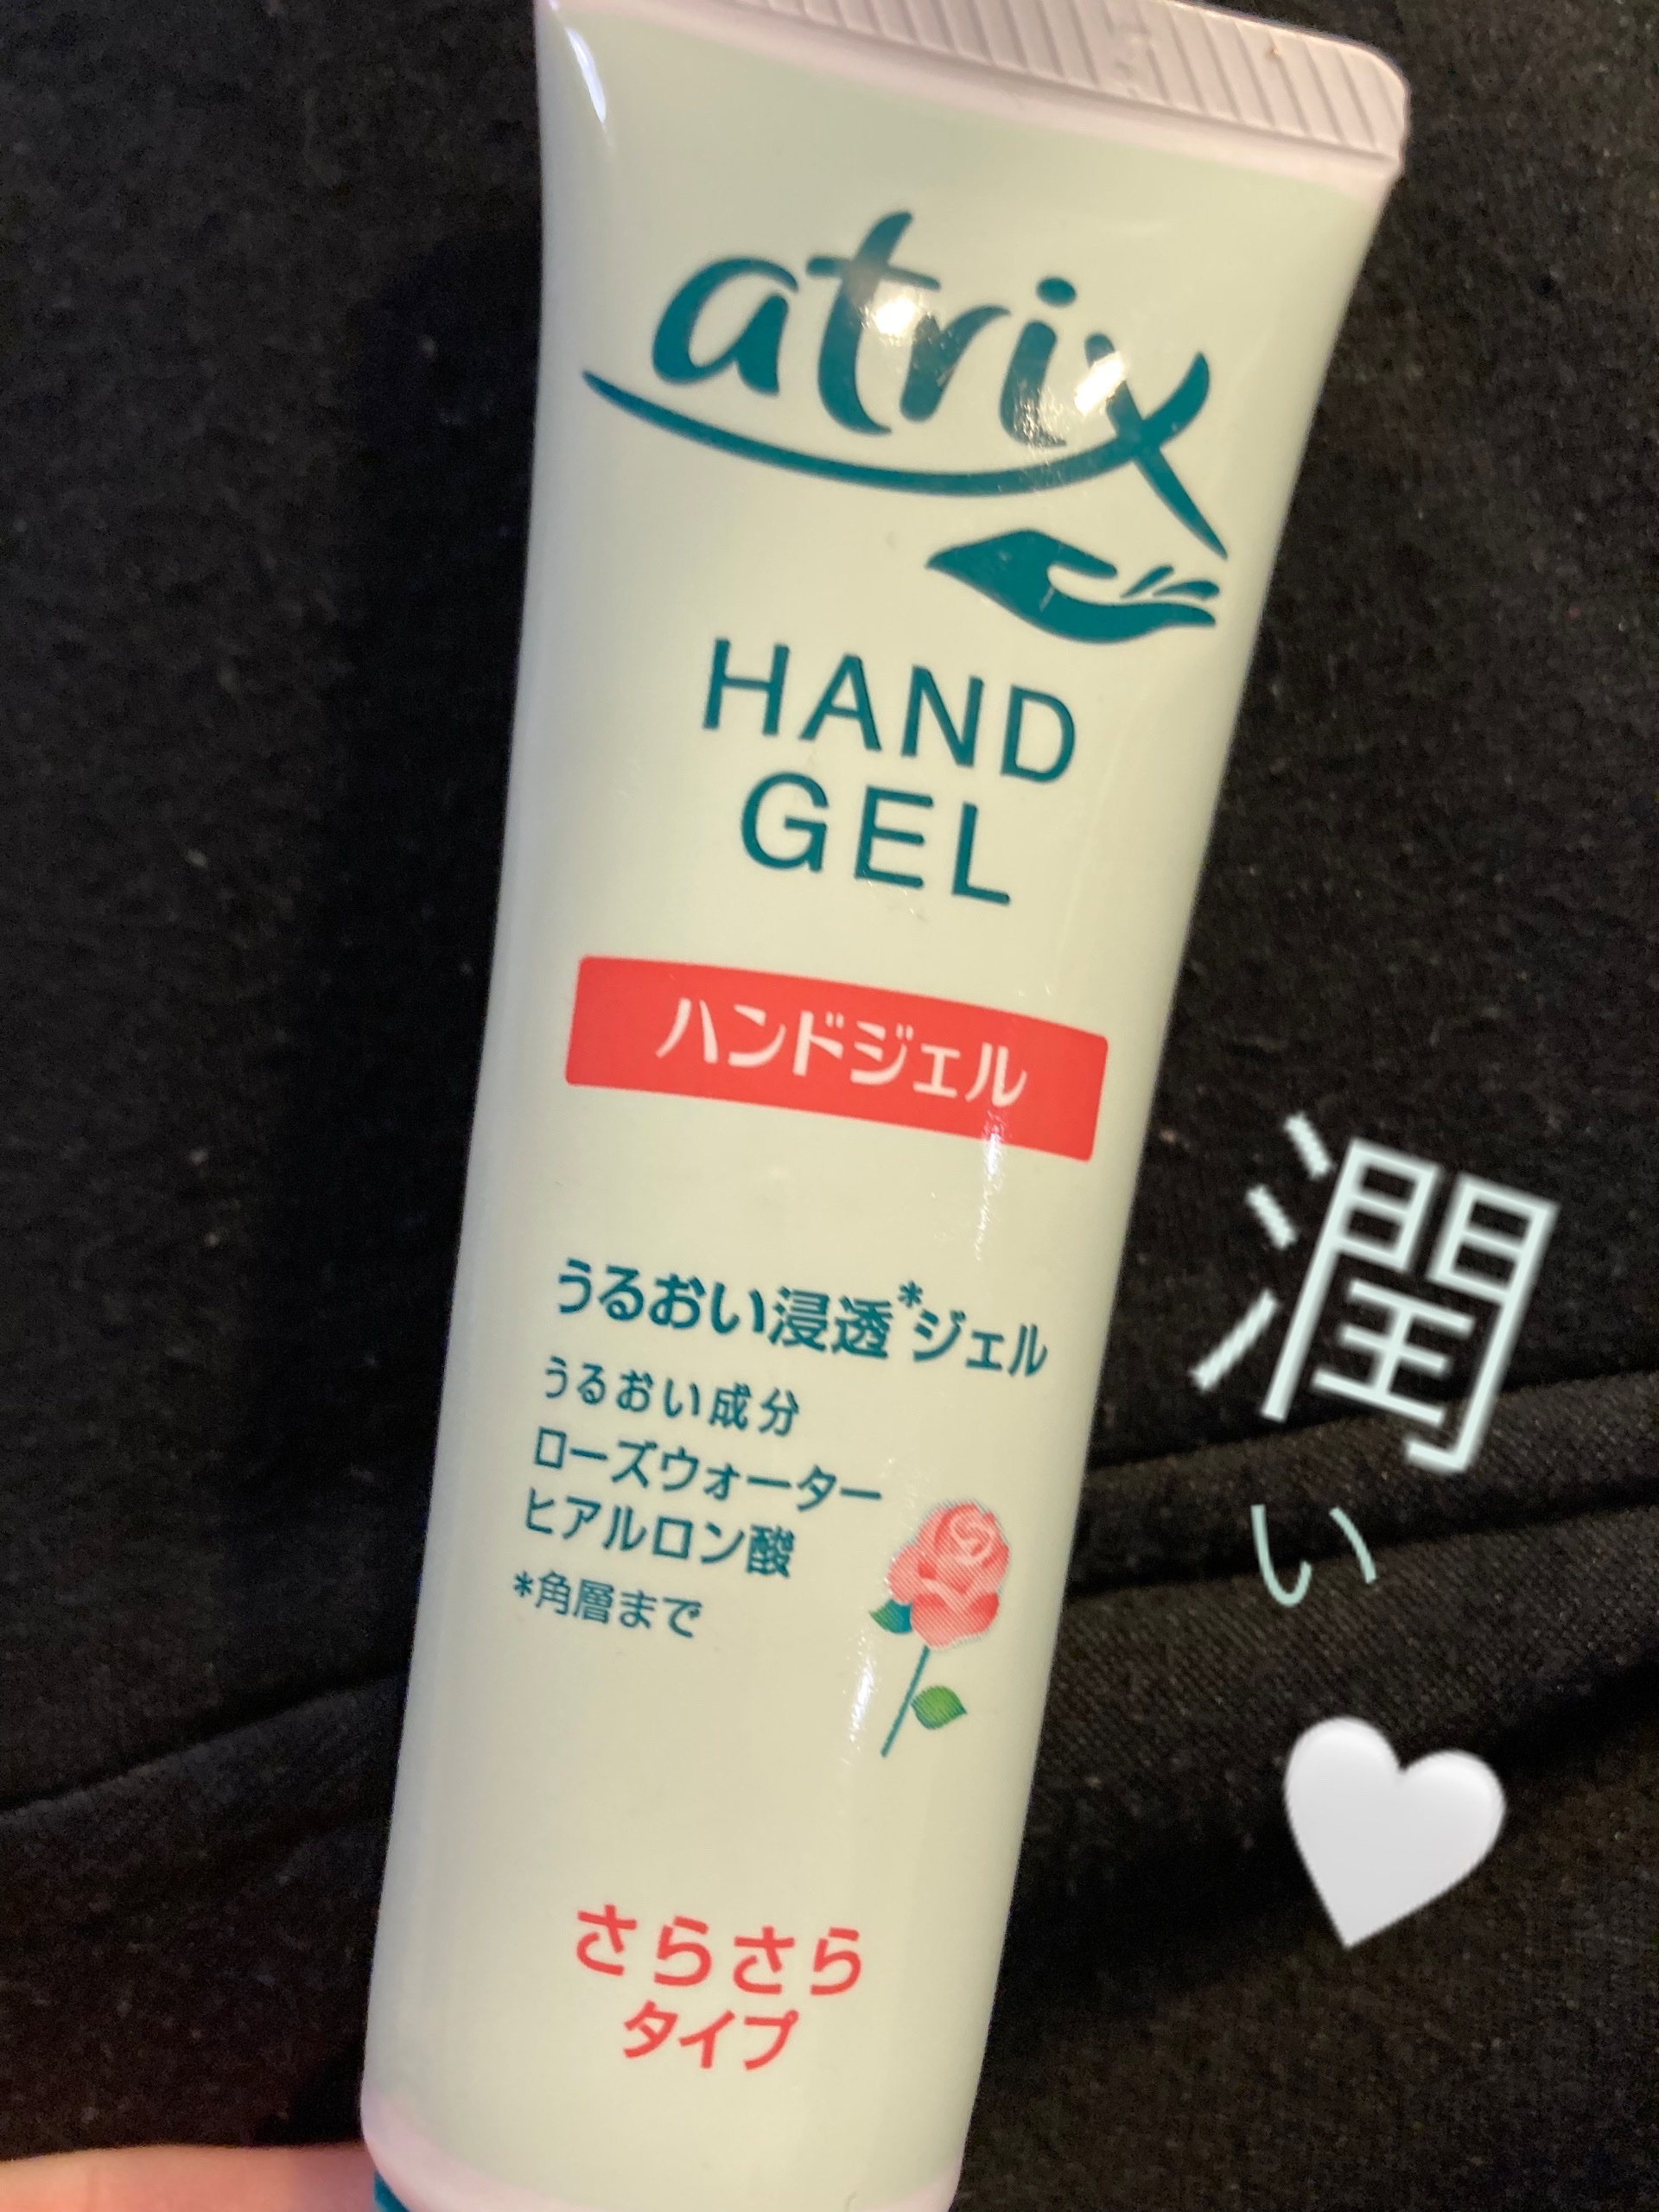 atrix
HAND
GEL
ハンドジェル
うるおい浸透*ジェル
うるおい成分
ローズウォーター
ヒアルロン酸
*角層まで
さらさら
タイプ
潤
い